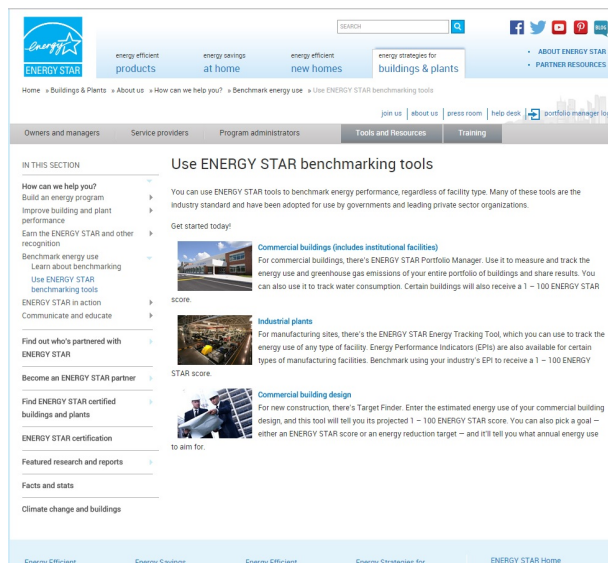 SEARCH
BLOG
energy efficient
products
energy savings
at home
energy efficient
new homes
energy strategies for
buildings & plants
• ABOUT ENERGY STAR
• PARTNER RESOURCES
energy
ENERGY STAR
Home » Buildings & Plants » About us » How can we help you? » Benchmark energy use » Use ENERGY STAR benchmarking tools
join us | about us | press room | help desk | portfolio manager log
Owners and managers Service providers Program administrators Tools and Resources Training
IN THIS SECTION
How can we help you?
Build an energy program
Improve building and plant
performance
Earn the ENERGY STAR and other
recognition
Benchmark energy use
Learn about benchmarking
Use ENERGY STAR
benchmarking tools
ENERGY STAR in action
Communicate and educate
Find out who's partnered with
ENERGY STAR
Become an ENERGY STAR partner
Find ENERGY STAR certified
buildings and plants
ENERGY STAR certification
Featured research and reports
Facts and stats
Climate change and buildings
Use ENERGY STAR benchmarking tools
You can use ENERGY STAR tools to benchmark energy performance, regardless of facility type. Many of these tools are the
industry standard and have been adopted for use by governments and leading private sector organizations.
Get started today!
Commercial buildings (includes institutional facilities)
For commercial buildings, there's ENERGY STAR Portfolio Manager. Use it to measure and track the
energy use and greenhouse gas emissions of your entire portfolio of buildings and share results. You
can also use it to track water consumption. Certain buildings will also receive a 1 – 100 ENERGY STAR
score.
Industrial plants
For manufacturing sites, there's the ENERGY STAR Energy Tracking Tool, which you can use to track the
energy use of any type of facility. Energy Performance Indicators (EPIs) are also available for certain
types of manufacturing facilities. Benchmark using your industry's EPI to receive a 1 – 100 ENERGY
STAR score.
Commercial building design
For new construction, there's Target Finder. Enter the estimated energy use of your commercial building
design, and this tool will tell you its projected 1 – 100 ENERGY STAR score. You can also pick a goal —
either an ENERGY STAR score or an energy reduction target — and it'll tell you what annual energy use
to aim for.
Energy Efficient Energy Savings Energy Efficient Energy Strategies for ENERGY STAR Home